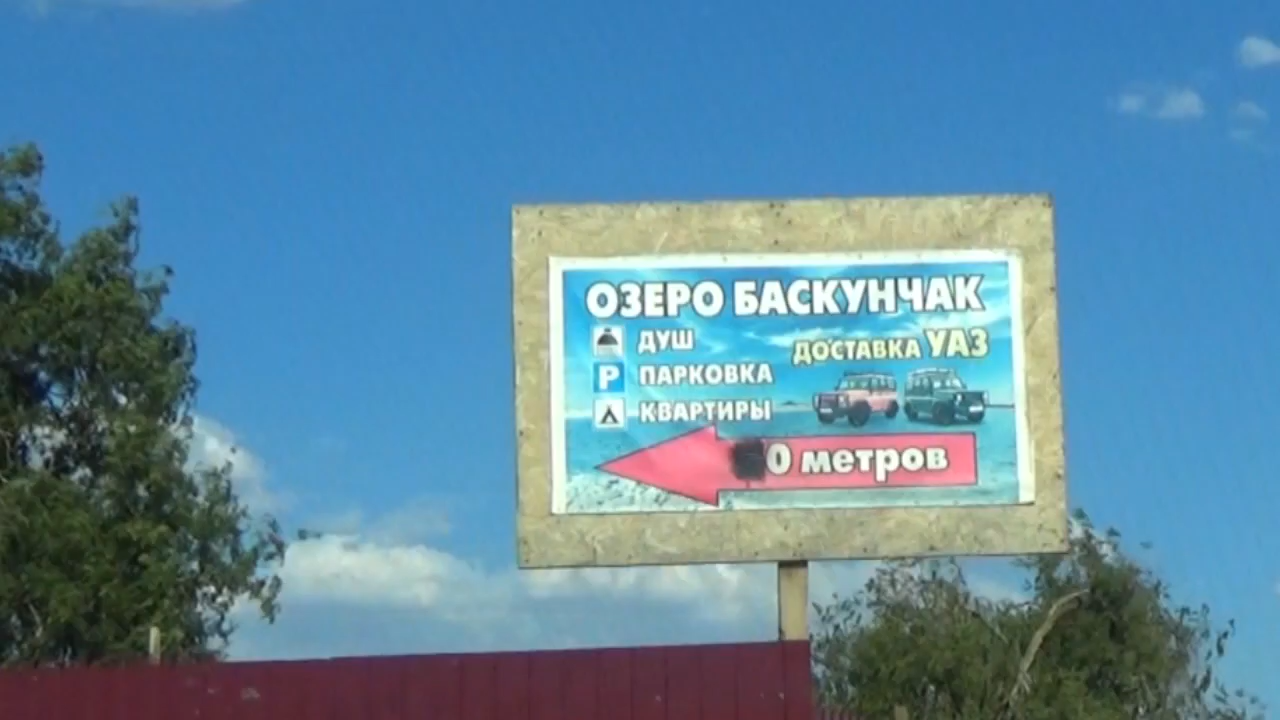 ОЗЕРО БАСКУНЧАК
ДУШ
ДОСТАВКА УАЗ
P ПАРКОВКА
КВАРТИРЫ
0 метров